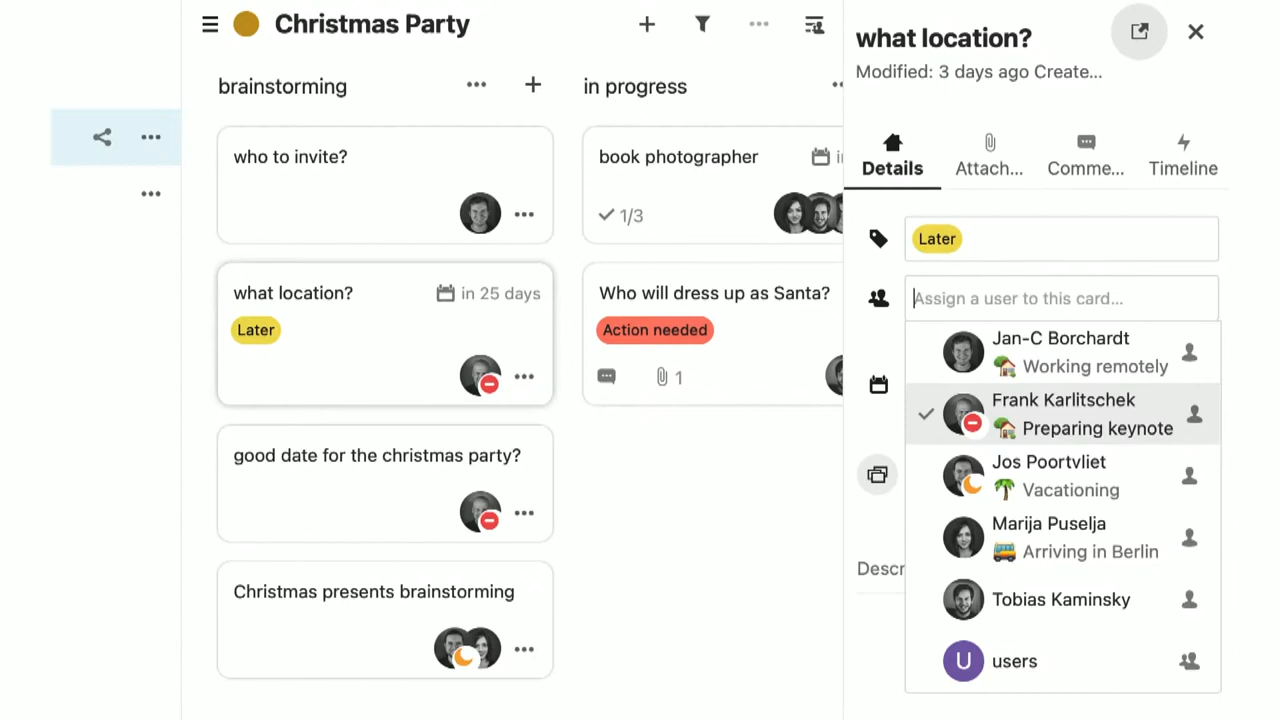 Christmas Party
brainstorming
who to invite?
what location?
in 25 days
Later
good date for the christmas party?
Christmas presents brainstorming
in progress
book photographer
1/3
Who will dress up as Santa?
Action needed
1
what location?
Modified: 3 days ago Create...
Details
Attach...
Comme...
Timeline
Later
Assign a user to this card...
Jan-C Borchardt
Working remotely
Frank Karlitschek
Preparing keynote
Jos Poortvliet
Vacationing
Marija Puselja
Arriving in Berlin
Tobias Kaminsky
U users
Descr